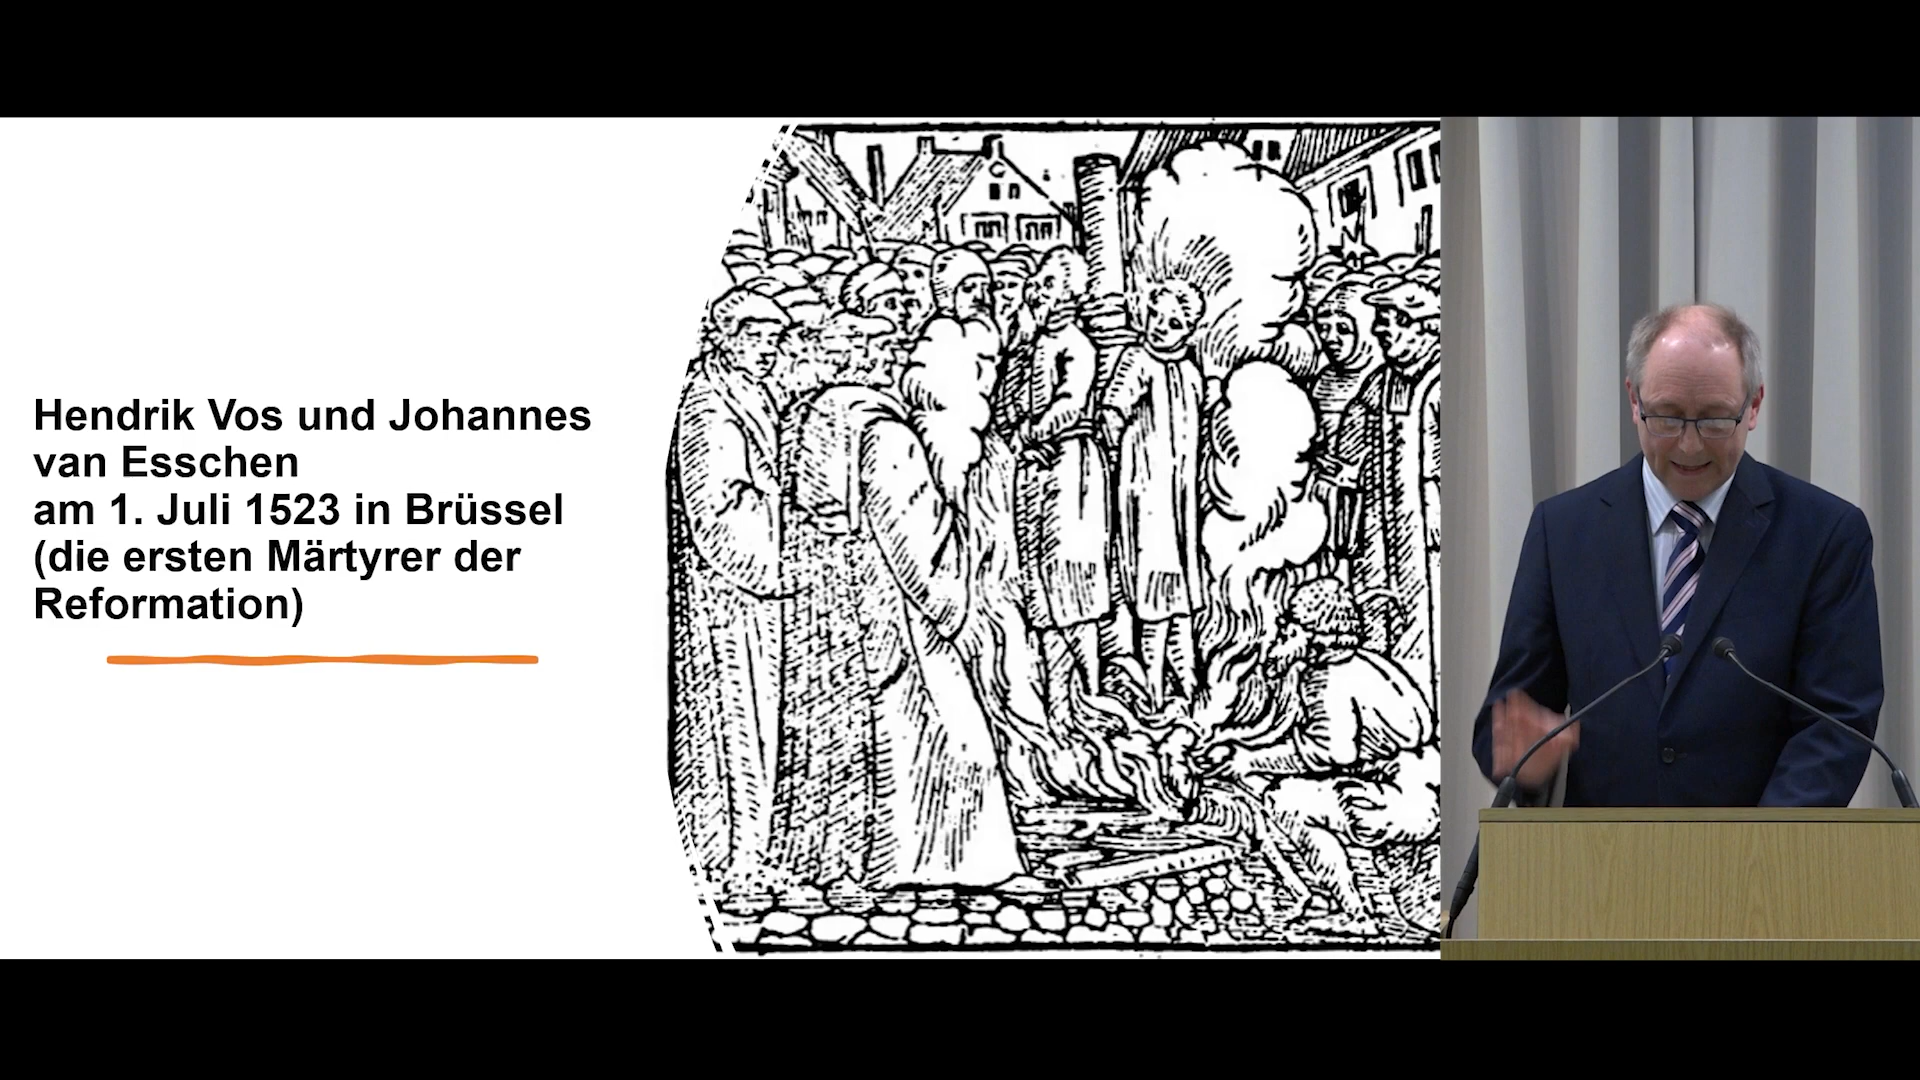 Hendrik Vos und Johannes
van Esschen
am 1. Juli 1523 in Brüssel
(die ersten Märtyrer der
Reformation)